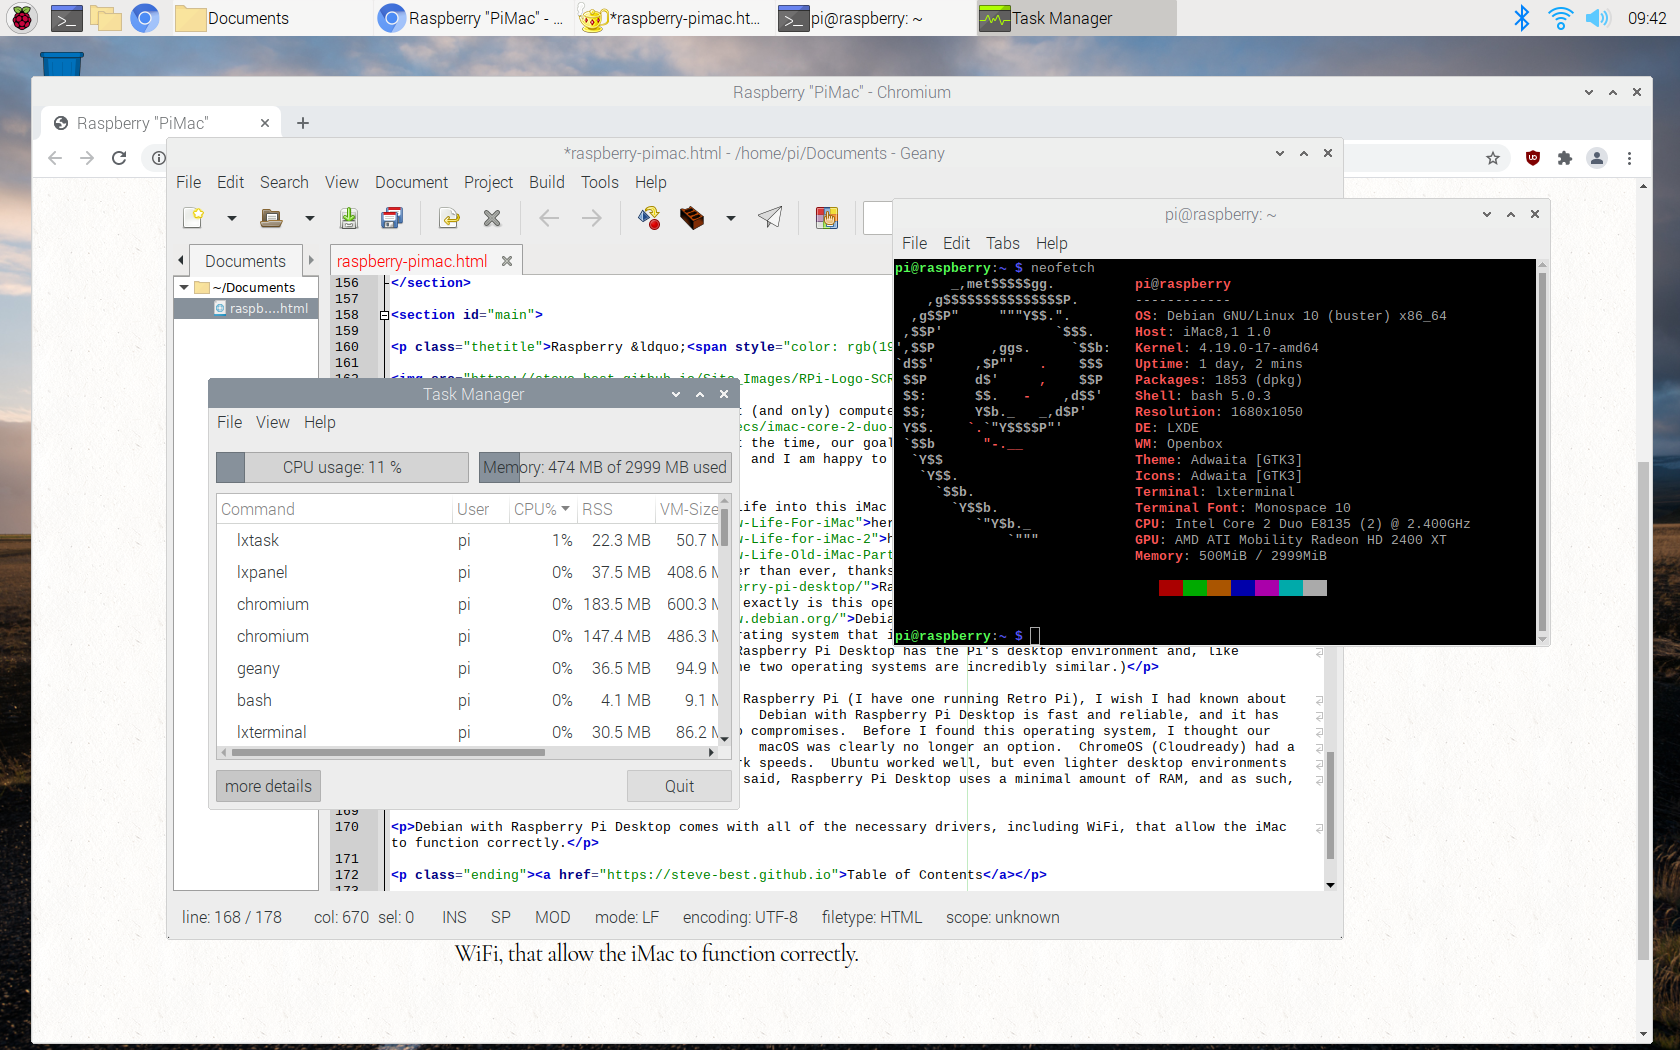 Documents
Raspberry "PiMac" - ...
*raspberry-pimac.ht...
pi@raspberry: ~
Task Manager
09:42
Raspberry "PiMac" - Chromium
Raspberry "PiMac"
*raspberry-pimac.html - /home/pi/Documents - Geany
File Edit Search View Document Project Build Tools Help
Documents
~/Documents
raspb....html
raspberry-pimac.html
156 </section>
157
158 <section id="main">
159
160 <p class="thetitle">Raspberry &ldquo;<span style="color: rgb(19
161
<img src="https://steve-best.github.io/Site_Images/RPi-Logo-SCR
t (and only) compute
ecs/imac-core-2-duo-
t the time, our goal
and I am happy to
life into this iMac
w-Life-For-iMac">her
w-Life-for-iMac-2">h
w-Life-Old-iMac-Part
er than ever, thanks
erry-pi-desktop/">Ra
exactly is this ope
w.debian.org/">Debia
rating system that i
Raspberry Pi Desktop has the Pi's desktop environment and, like
he two operating systems are incredibly similar.)</p>
Raspberry Pi (I have one running Retro Pi), I wish I had known about
Debian with Raspberry Pi Desktop is fast and reliable, and it has
o compromises. Before I found this operating system, I thought our
macOS was clearly no longer an option. ChromeOS (Cloudready) had a
rk speeds. Ubuntu worked well, but even lighter desktop environments
said, Raspberry Pi Desktop uses a minimal amount of RAM, and as such,
169
170 <p>Debian with Raspberry Pi Desktop comes with all of the necessary drivers, including WiFi, that allow the iMac
to function correctly.</p>
171
172 <p class="ending"><a href="https://steve-best.github.io">Table of Contents</a></p>
173
line: 168 / 178 col: 670 sel: 0 INS SP MOD mode: LF encoding: UTF-8 filetype: HTML scope: unknown
WiFi, that allow the iMac to function correctly.
Task Manager
File View Help
CPU usage: 11 %
Memory: 474 MB of 2999 MB used
Command User CPU% RSS VM-Size
lxtask pi 1% 22.3 MB 50.7 M
lxpanel pi 0% 37.5 MB 408.6 M
chromium pi 0% 183.5 MB 600.3 M
chromium pi 0% 147.4 MB 486.3 M
geany pi 0% 36.5 MB 94.9 M
bash pi 0% 4.1 MB 9.1 M
lxterminal pi 0% 30.5 MB 86.2 M
more details
Quit
pi@raspberry: ~
File Edit Tabs Help
pi@raspberry:~ $ neofetch
pi@raspberry
------------
OS: Debian GNU/Linux 10 (buster) x86_64
Host: iMac8,1 1.0
Kernel: 4.19.0-17-amd64
Uptime: 1 day, 2 mins
Packages: 1853 (dpkg)
Shell: bash 5.0.3
Resolution: 1680x1050
DE: LXDE
WM: Openbox
Theme: Adwaita [GTK3]
Icons: Adwaita [GTK3]
Terminal: lxterminal
Terminal Font: Monospace 10
CPU: Intel Core 2 Duo E8135 (2) @ 2.400GHz
GPU: AMD ATI Mobility Radeon HD 2400 XT
Memory: 500MiB / 2999MiB
pi@raspberry:~ $